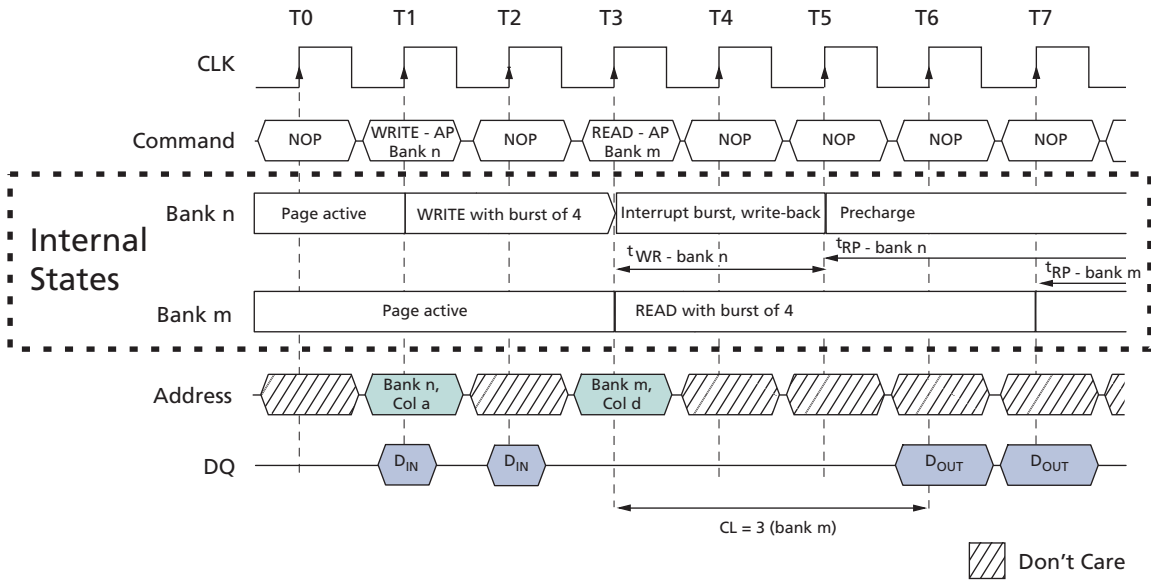 T0 T1 T2 T3 T4 T5 T6 T7
CLK
Command NOP WRITE - AP Bank n NOP READ - AP Bank m NOP NOP NOP NOP
Internal States
Bank n Page active WRITE with burst of 4 Interrupt burst, write-back Precharge
tWR - bank n tRP - bank n
tRP - bank m
Bank m Page active READ with burst of 4
Address Bank n, Col a Bank m, Col d
DQ DIN DIN DOUT DOUT
CL = 3 (bank m)
Don't Care